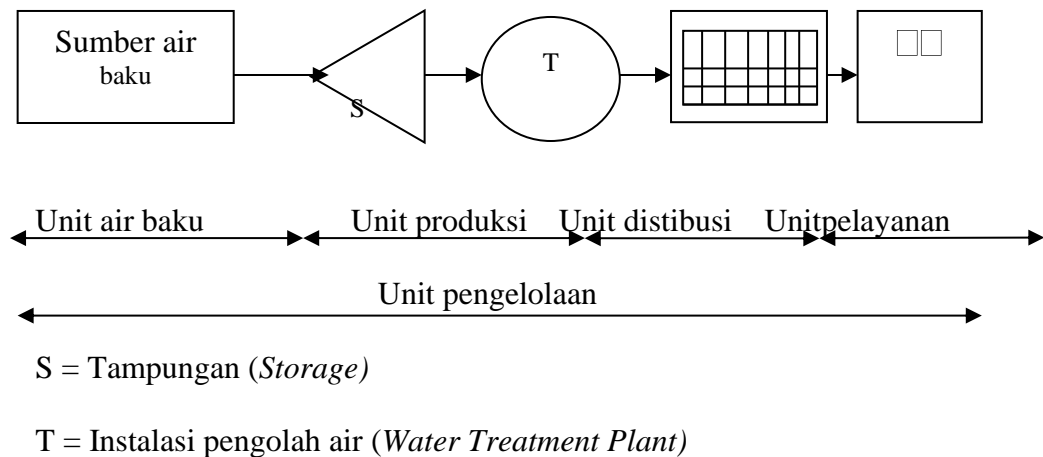 Sumber air
baku
S
T
Unit air baku
Unit produksi
Unit distibusi
Unitpelayanan
Unit pengelolaan
S = Tampungan (Storage)
T = Instalasi pengolah air (Water Treatment Plant)